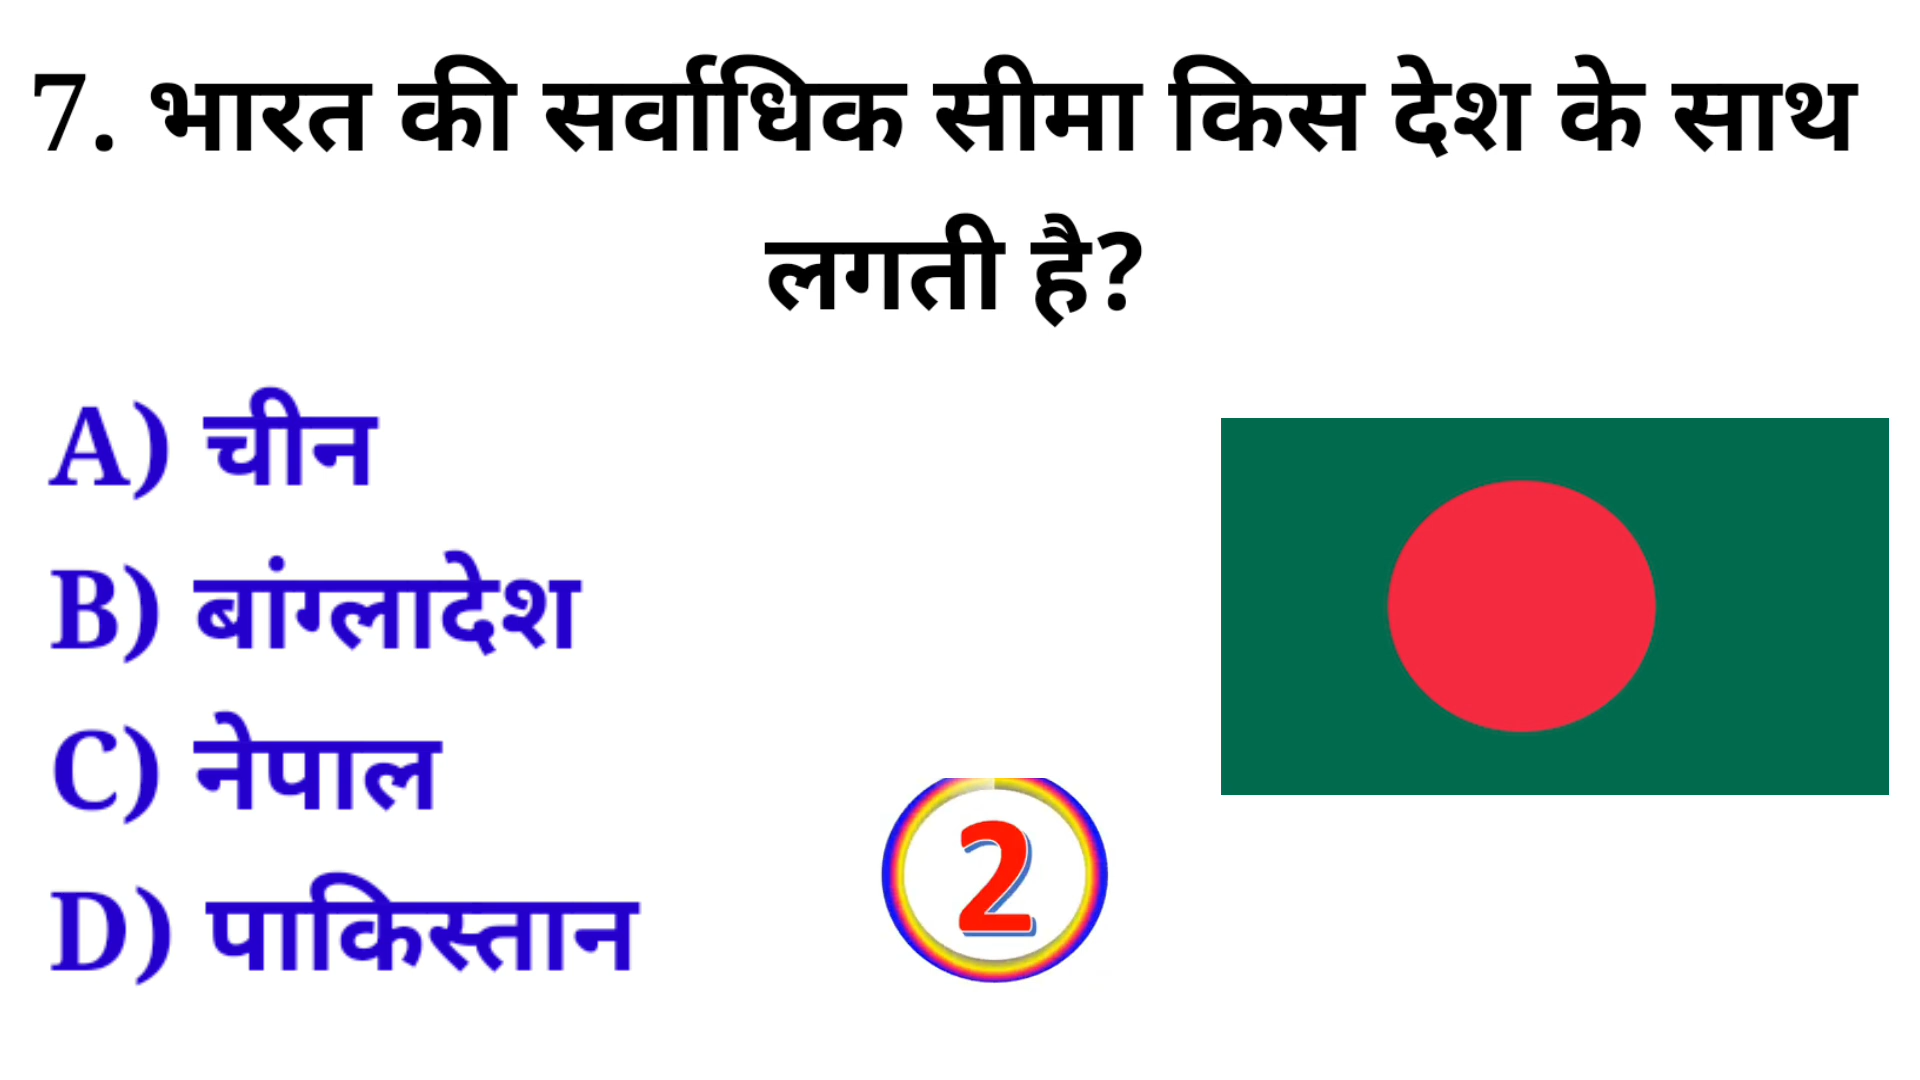 7. भारत की सर्वाधिक सीमा किस देश के साथ
लगती है?
A) चीन
B) बांग्लादेश
C) नेपाल
D) पाकिस्तान
2